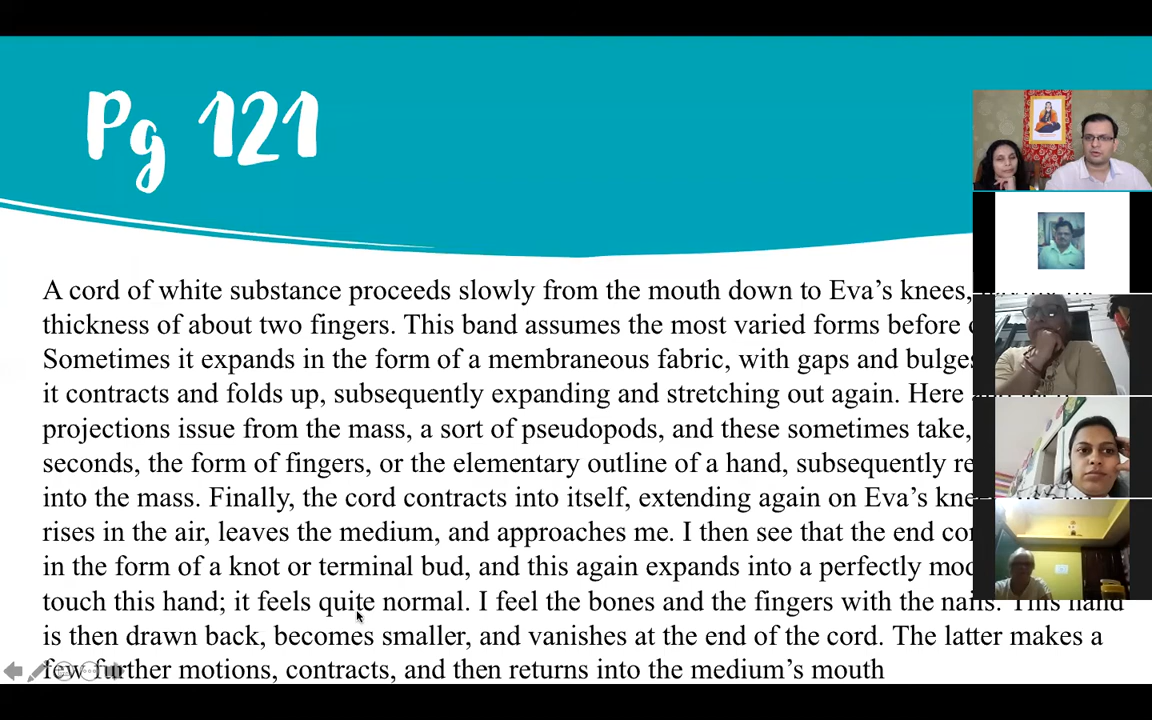 Pg 121
A cord of white substance proceeds slowly from the mouth down to Eva's knees,
thickness of about two fingers. This band assumes the most varied forms before
Sometimes it expands in the form of a membraneous fabric, with gaps and bulges
it contracts and folds up, subsequently expanding and stretching out again. Here
projections issue from the mass, a sort of pseudopods, and these sometimes take,
seconds, the form of fingers, or the elementary outline of a hand, subsequently
into the mass. Finally, the cord contracts into itself, extending again on Eva's
rises in the air, leaves the medium, and approaches me. I then see that the end
in the form of a knot or terminal bud, and this again expands into a perfectly
touch this hand; it feels quite normal. I feel the bones and the fingers with the nails. This hand
is then drawn back, becomes smaller, and vanishes at the end of the cord. The latter makes a
few further motions, contracts, and then returns into the medium's mouth